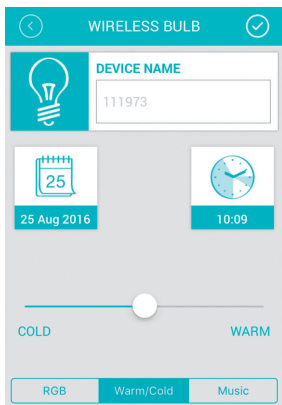 WIRELESS BULB
DEVICE NAME
111973
25
25 Aug 2016
10:09
COLD WARM
RGB Warm/Cold Music